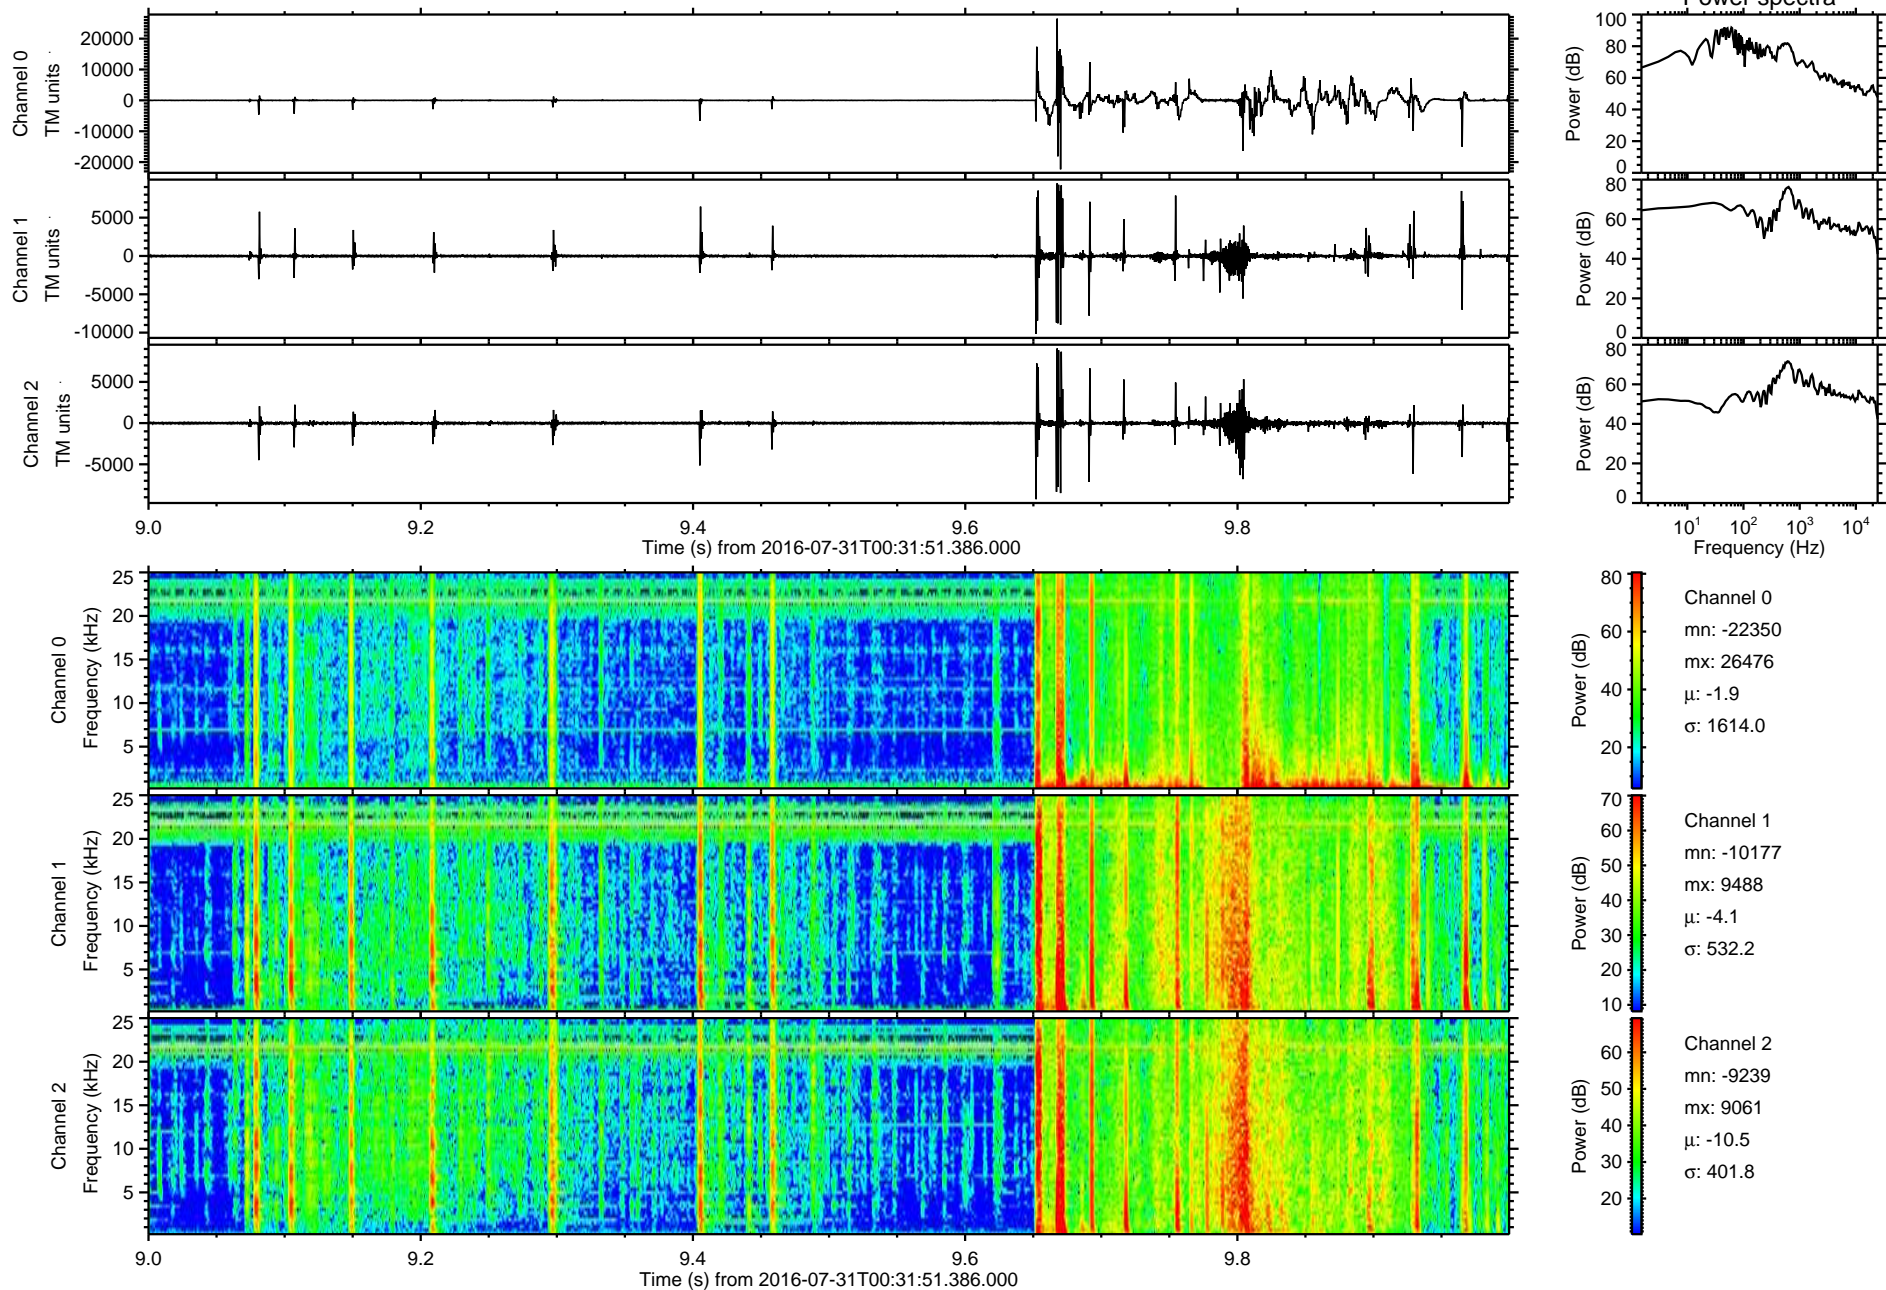 Power spectra
Channel 0
TM units
20000
10000
0
-10000
-20000
Power (dB)
100
80
60
40
20
0
Channel 1
TM units
5000
0
-5000
-10000
Power (dB)
80
60
40
20
0
Channel 2
TM units
5000
0
-5000
Power (dB)
80
60
40
20
0
9.0 9.2 9.4 9.6 9.8
Time (s) from 2016-07-31T00:31:51.386.000
10^1 10^2 10^3 10^4
Frequency (Hz)
Channel 0
Frequency (kHz)
25
20
15
10
5
Power (dB)
80
60
40
20
Channel 0
mn: -22350
mx: 26476
μ: -1.9
σ: 1614.0
Channel 1
Frequency (kHz)
25
20
15
10
5
Power (dB)
70
60
50
40
30
20
10
Channel 1
mn: -10177
mx: 9488
μ: -4.1
σ: 532.2
Channel 2
Frequency (kHz)
25
20
15
10
5
Power (dB)
60
50
40
30
20
Channel 2
mn: -9239
mx: 9061
μ: -10.5
σ: 401.8
9.0 9.2 9.4 9.6 9.8
Time (s) from 2016-07-31T00:31:51.386.000